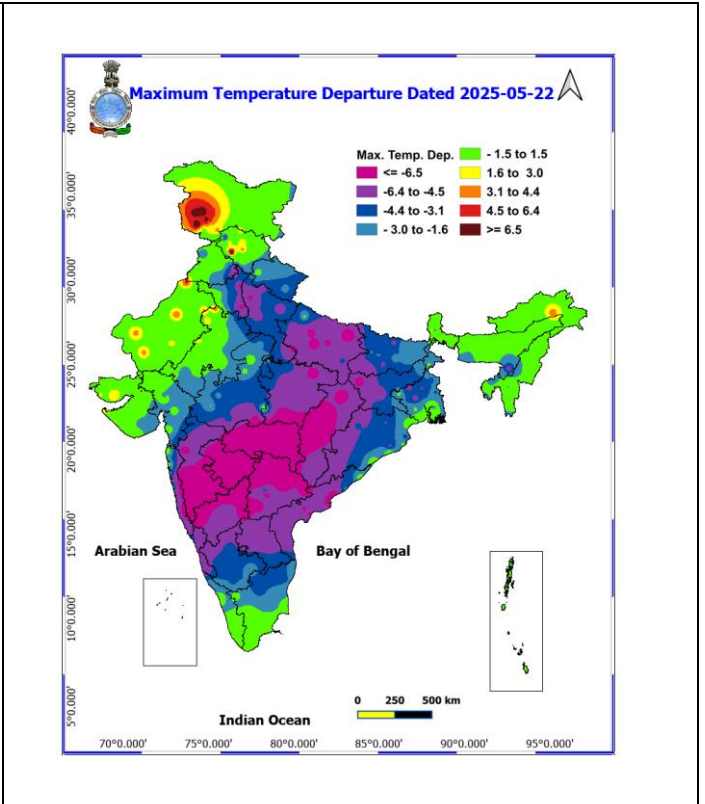 Maximum Temperature Departure Dated 2025-05-22
Max. Temp. Dep.
<= -6.5
-6.4 to -4.5
-4.4 to -3.1
- 3.0 to -1.6
- 1.5 to 1.5
1.6 to 3.0
3.1 to 4.4
4.5 to 6.4
>= 6.5
40°0.000'
35°0.000'
30°0.000'
25°0.000'
20°0.000'
15°0.000'
10°0.000'
5°0.000'
Arabian Sea
Bay of Bengal
Indian Ocean
0 250 500 km
70°0.000' 75°0.000' 80°0.000' 85°0.000' 90°0.000' 95°0.000'